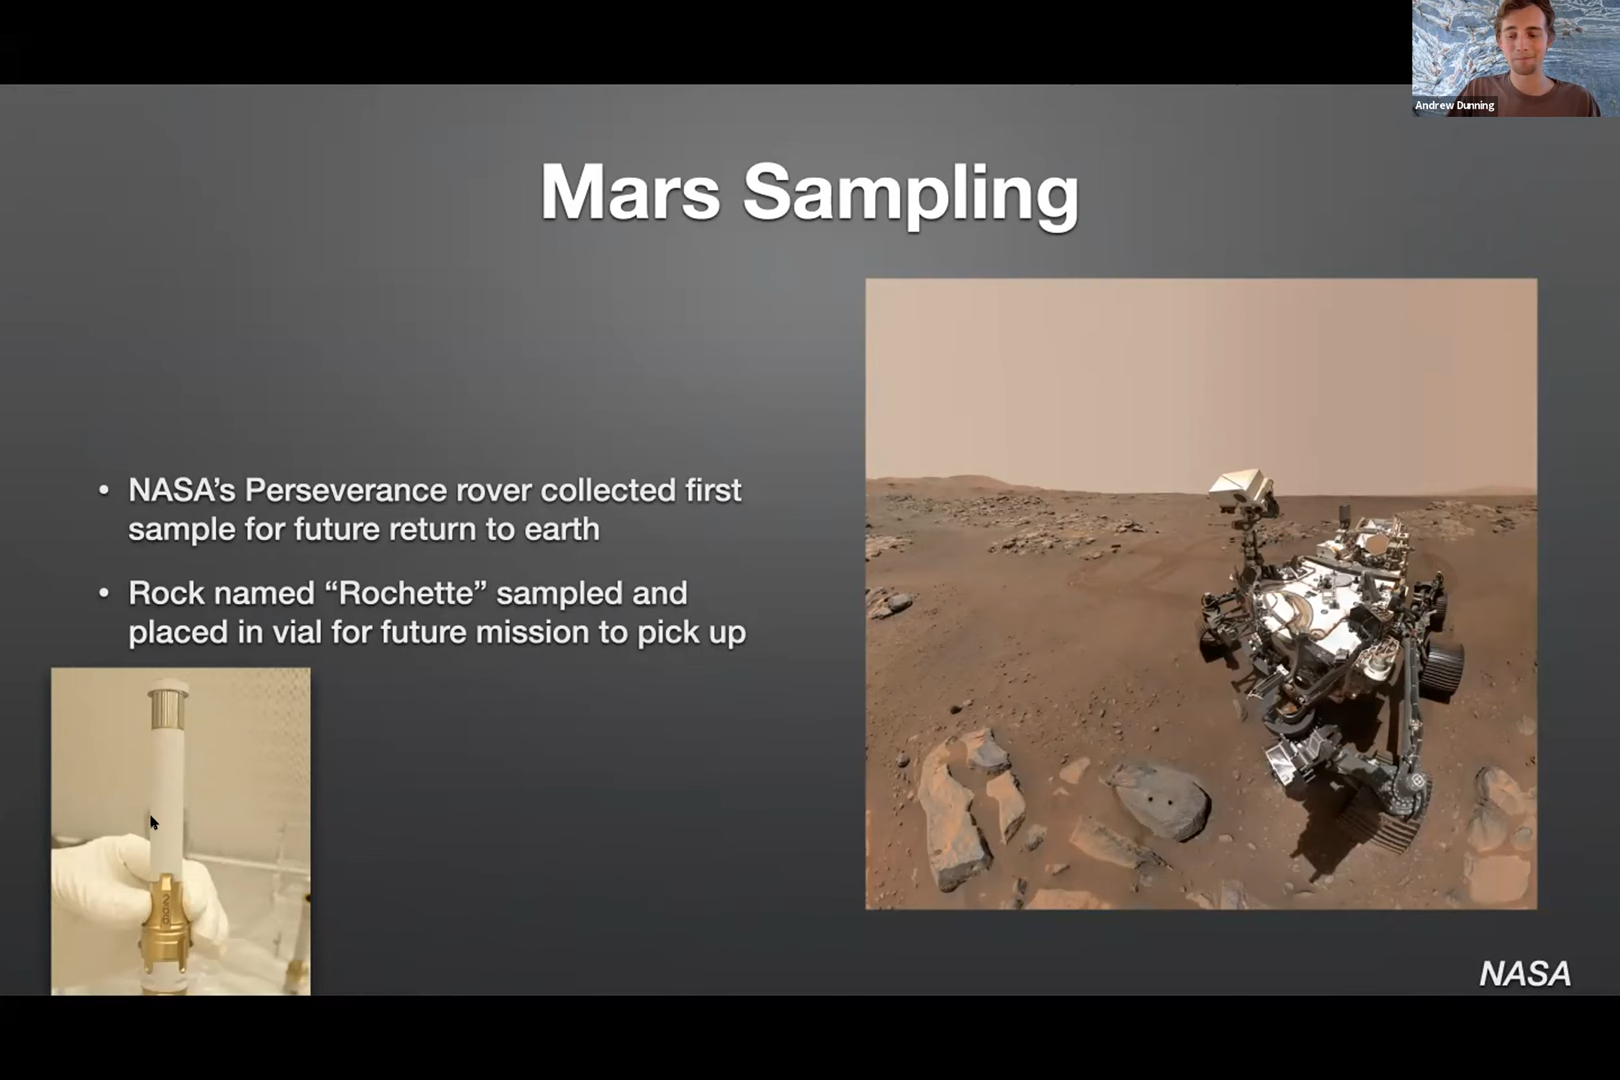 Andrew Dunning
Mars Sampling
• NASA’s Perseverance rover collected first
sample for future return to earth
• Rock named “Rochette” sampled and
placed in vial for future mission to pick up
NASA